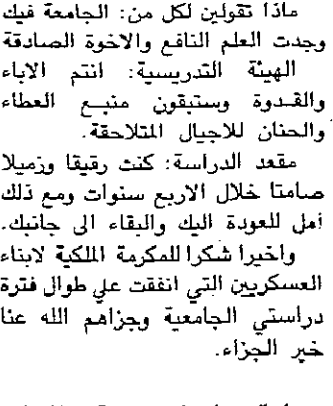 ماذا تقولين لكل من: الجامعة فيك
وجدت العلم النافع والاخوة الصادقة
الهيئة التدريسية: انتم الاباء
والقدوة وستبقون منبع العطاء
والحنان للاجيال المتلاحقة.
مقعد الدراسة: كنت رقيقا وزميلا
صامتا خلال الاربع سنوات ومع ذلك
أمل للعودة اليك والبقاء الى جانبك.
واخيرا شكرا للمكرمة الملكية لابناء
العسكريين التي انفقت علي طوال فترة
دراستي الجامعية وجزاهم الله عنا
خير الجزاء.